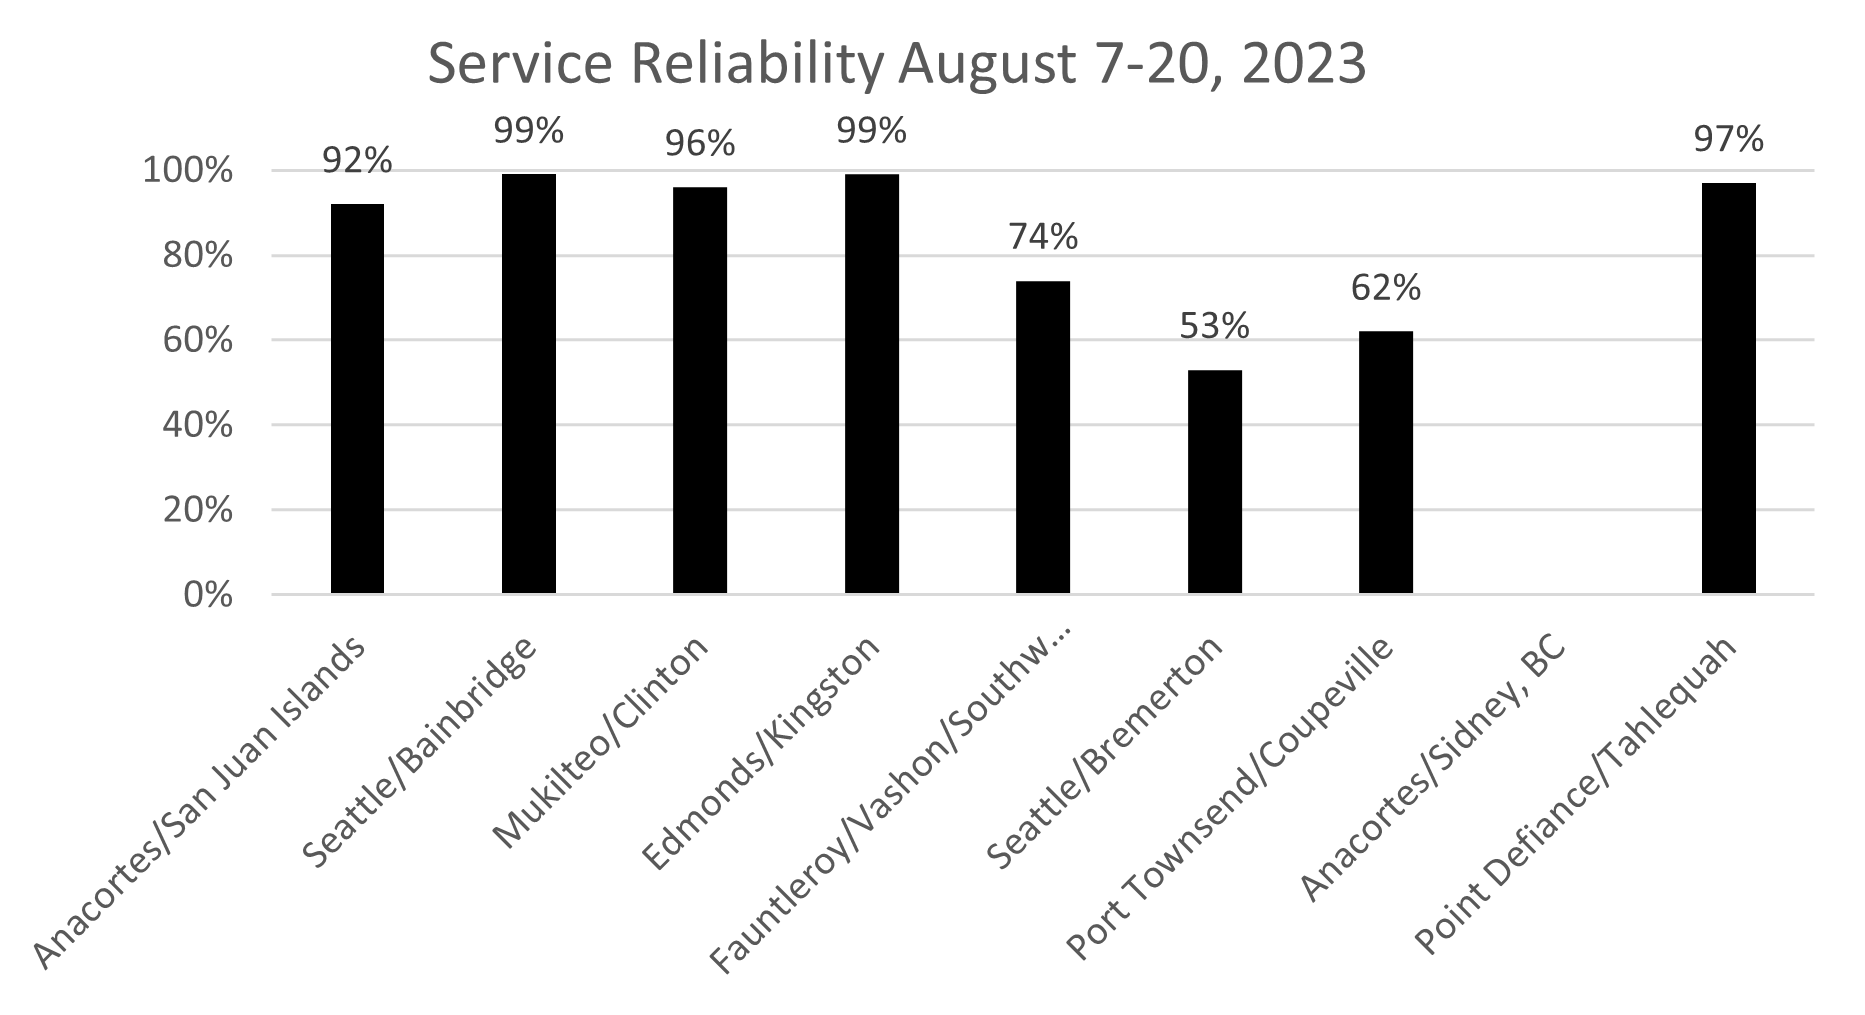 Service Reliability August 7-20, 2023
92%
99%
96%
99%
74%
53%
62%
97%
100%
80%
60%
40%
20%
0%
Anacortes/San Juan Islands
Seattle/Bainbridge
Mukilteo/Clinton
Edmonds/Kingston
Fauntleroy/Vashon/Southw...
Seattle/Bremerton
Port Townsend/Coupeville
Anacortes/Sidney, BC
Point Defiance/Tahlequah